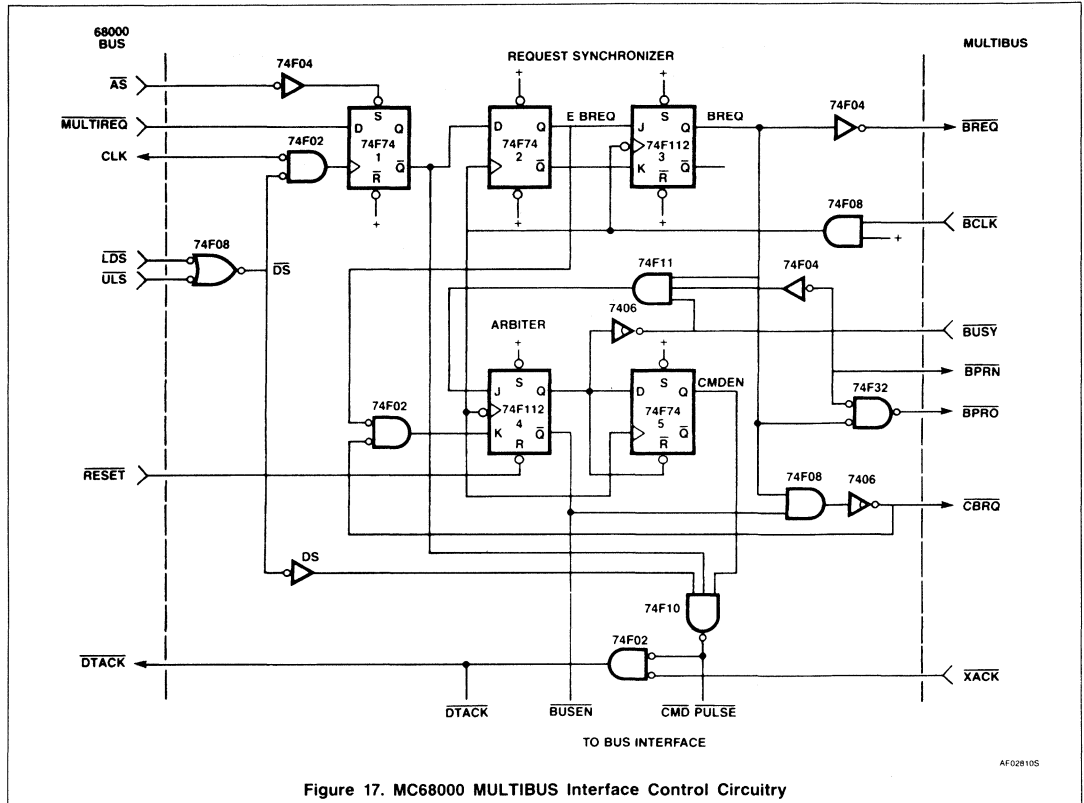 68000
BUS
MULTIBUS
REQUEST SYNCHRONIZER
74F04
AS
MULTIREQ
74F02
CLK
S
D Q
74F74
1 Q
R
+
+
S
D Q
74F74
2 Q
R
+
E BREQ
+
S
J Q
74F112
3
K Q
R
+
BREQ
74F04
BREQ
74F08
BCLK
+
LDS
ULS
74F08
DS
74F11
74F04
7406
BUSY
ARBITER
+
+
BPRN
S
J Q
74F112
4
K Q
R
S
D Q
74F74
5 Q
R
CMDEN
74F32
BPRO
74F02
RESET
74F08
7406
CBRQ
DS
74F10
74F02
DTACK
XACK
DTACK
BUSEN
CMD PULSE
TO BUS INTERFACE
AF02810S
Figure 17. MC68000 MULTIBUS Interface Control Circuitry